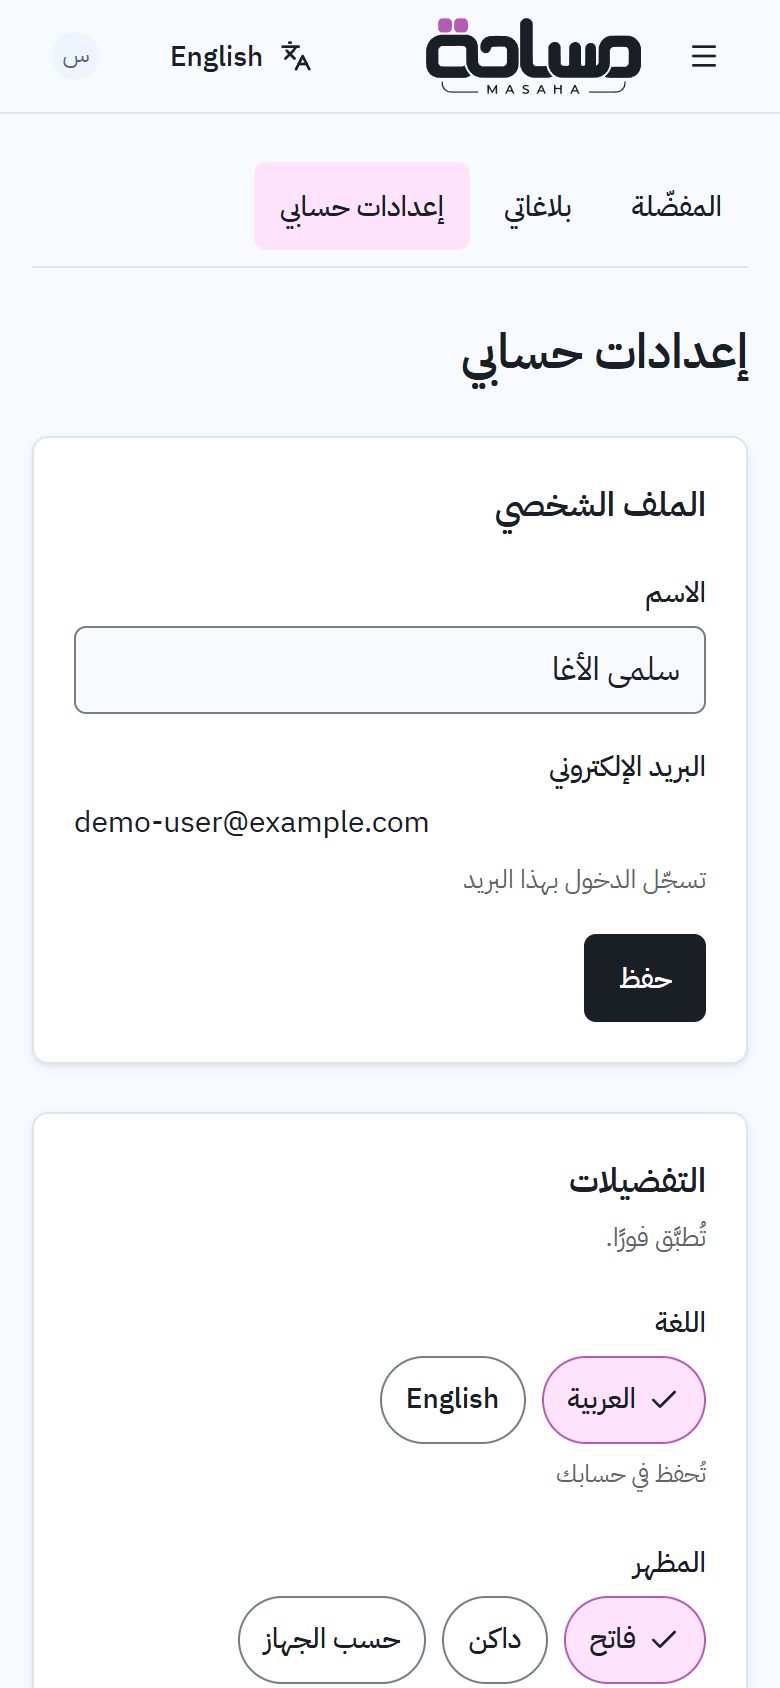 مساحة
MASAHA
English
س
المفضّلة
بلاغاتي
إعدادات حسابي
إعدادات حسابي
الملف الشخصي
الاسم
سلمى الأغا
البريد الإلكتروني
demo-user@example.com
تسجّل الدخول بهذا البريد
حفظ
التفضيلات
تُطبَّق فورًا.
اللغة
العربية
English
تُحفظ في حسابك
المظهر
فاتح
داكن
حسب الجهاز